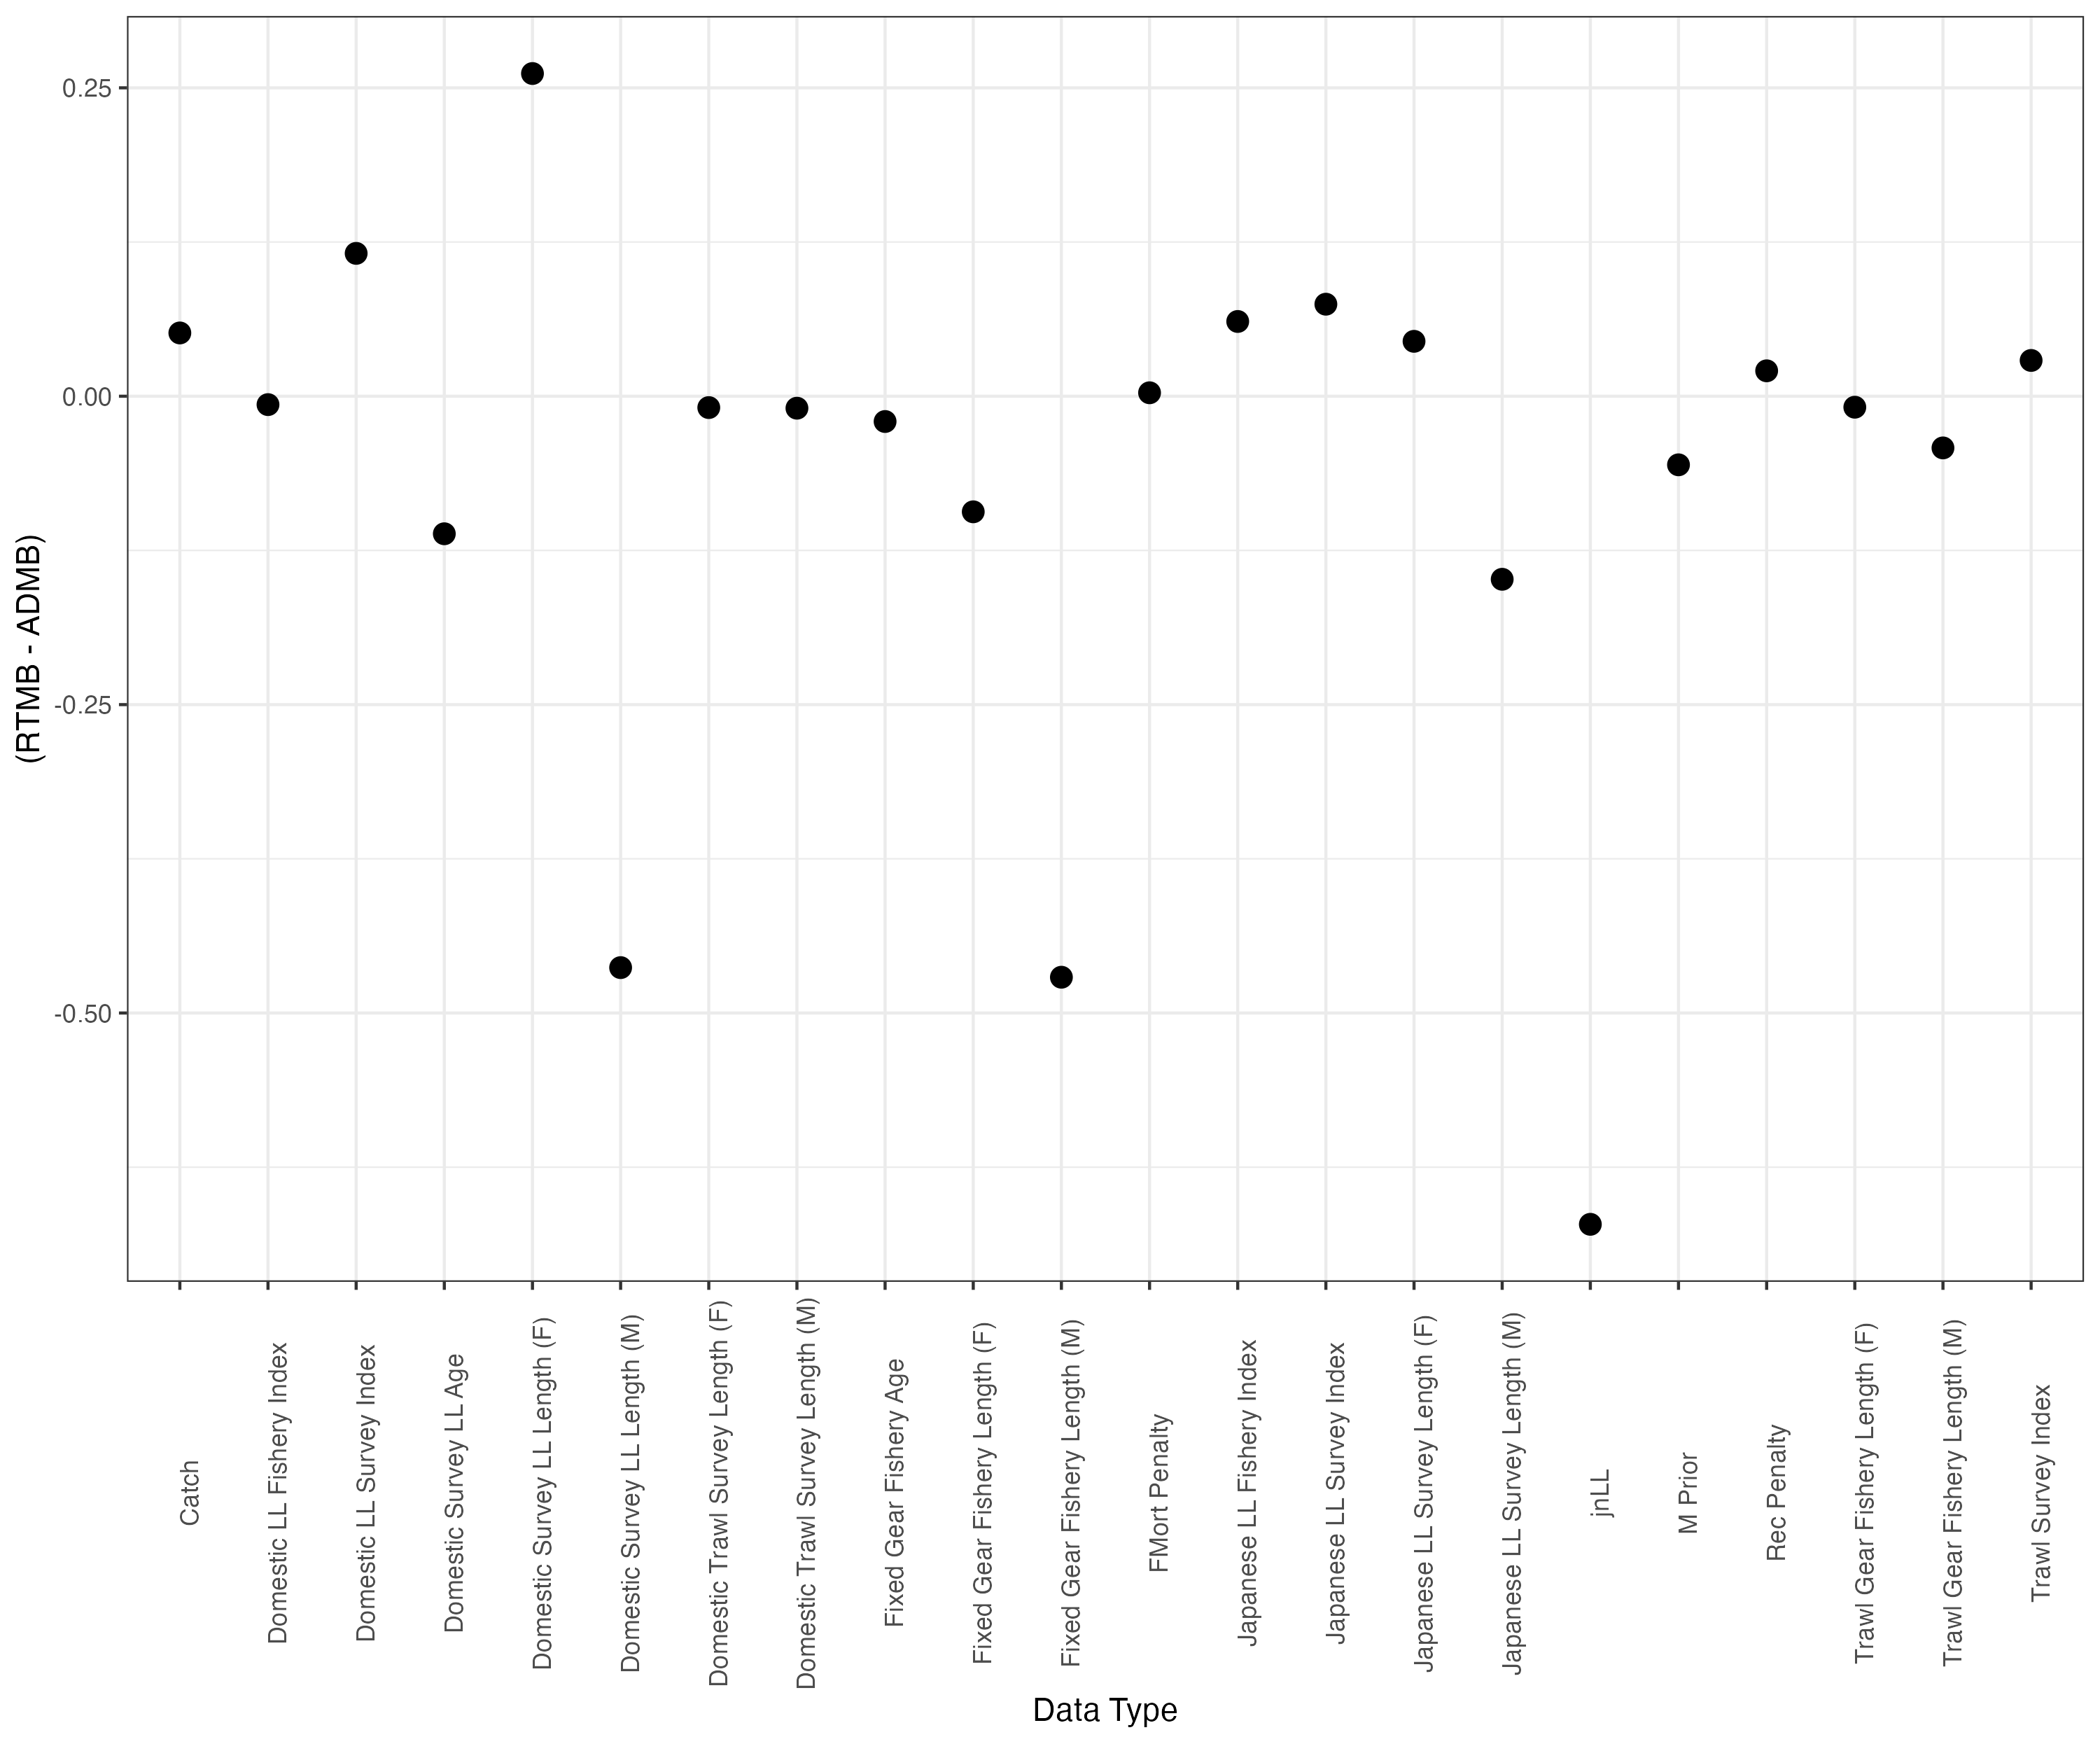 0.25
0.00
-0.25
-0.50
(RTMB - ADMB)
Catch
Domestic LL Fishery Index
Domestic LL Survey Index
Domestic Survey LL Age
Domestic Survey LL Length (F)
Domestic Survey LL Length (M)
Domestic Trawl Survey Length (F)
Domestic Trawl Survey Length (M)
Fixed Gear Fishery Age
Fixed Gear Fishery Length (F)
Fixed Gear Fishery Length (M)
FMort Penalty
Japanese LL Fishery Index
Japanese LL Survey Index
Japanese LL Survey Length (F)
Japanese LL Survey Length (M)
jnLL
M Prior
Rec Penalty
Trawl Gear Fishery Length (F)
Trawl Gear Fishery Length (M)
Trawl Survey Index
Data Type